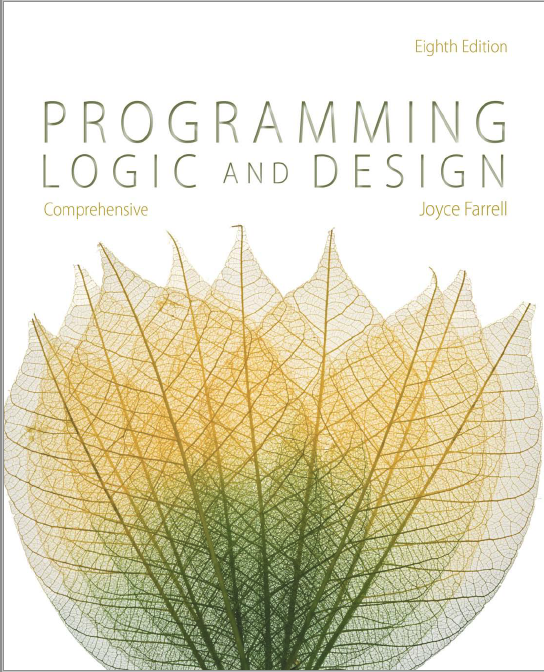 Eighth Edition
PROGRAMMING
LOGIC AND DESIGN
Comprehensive Joyce Farrell